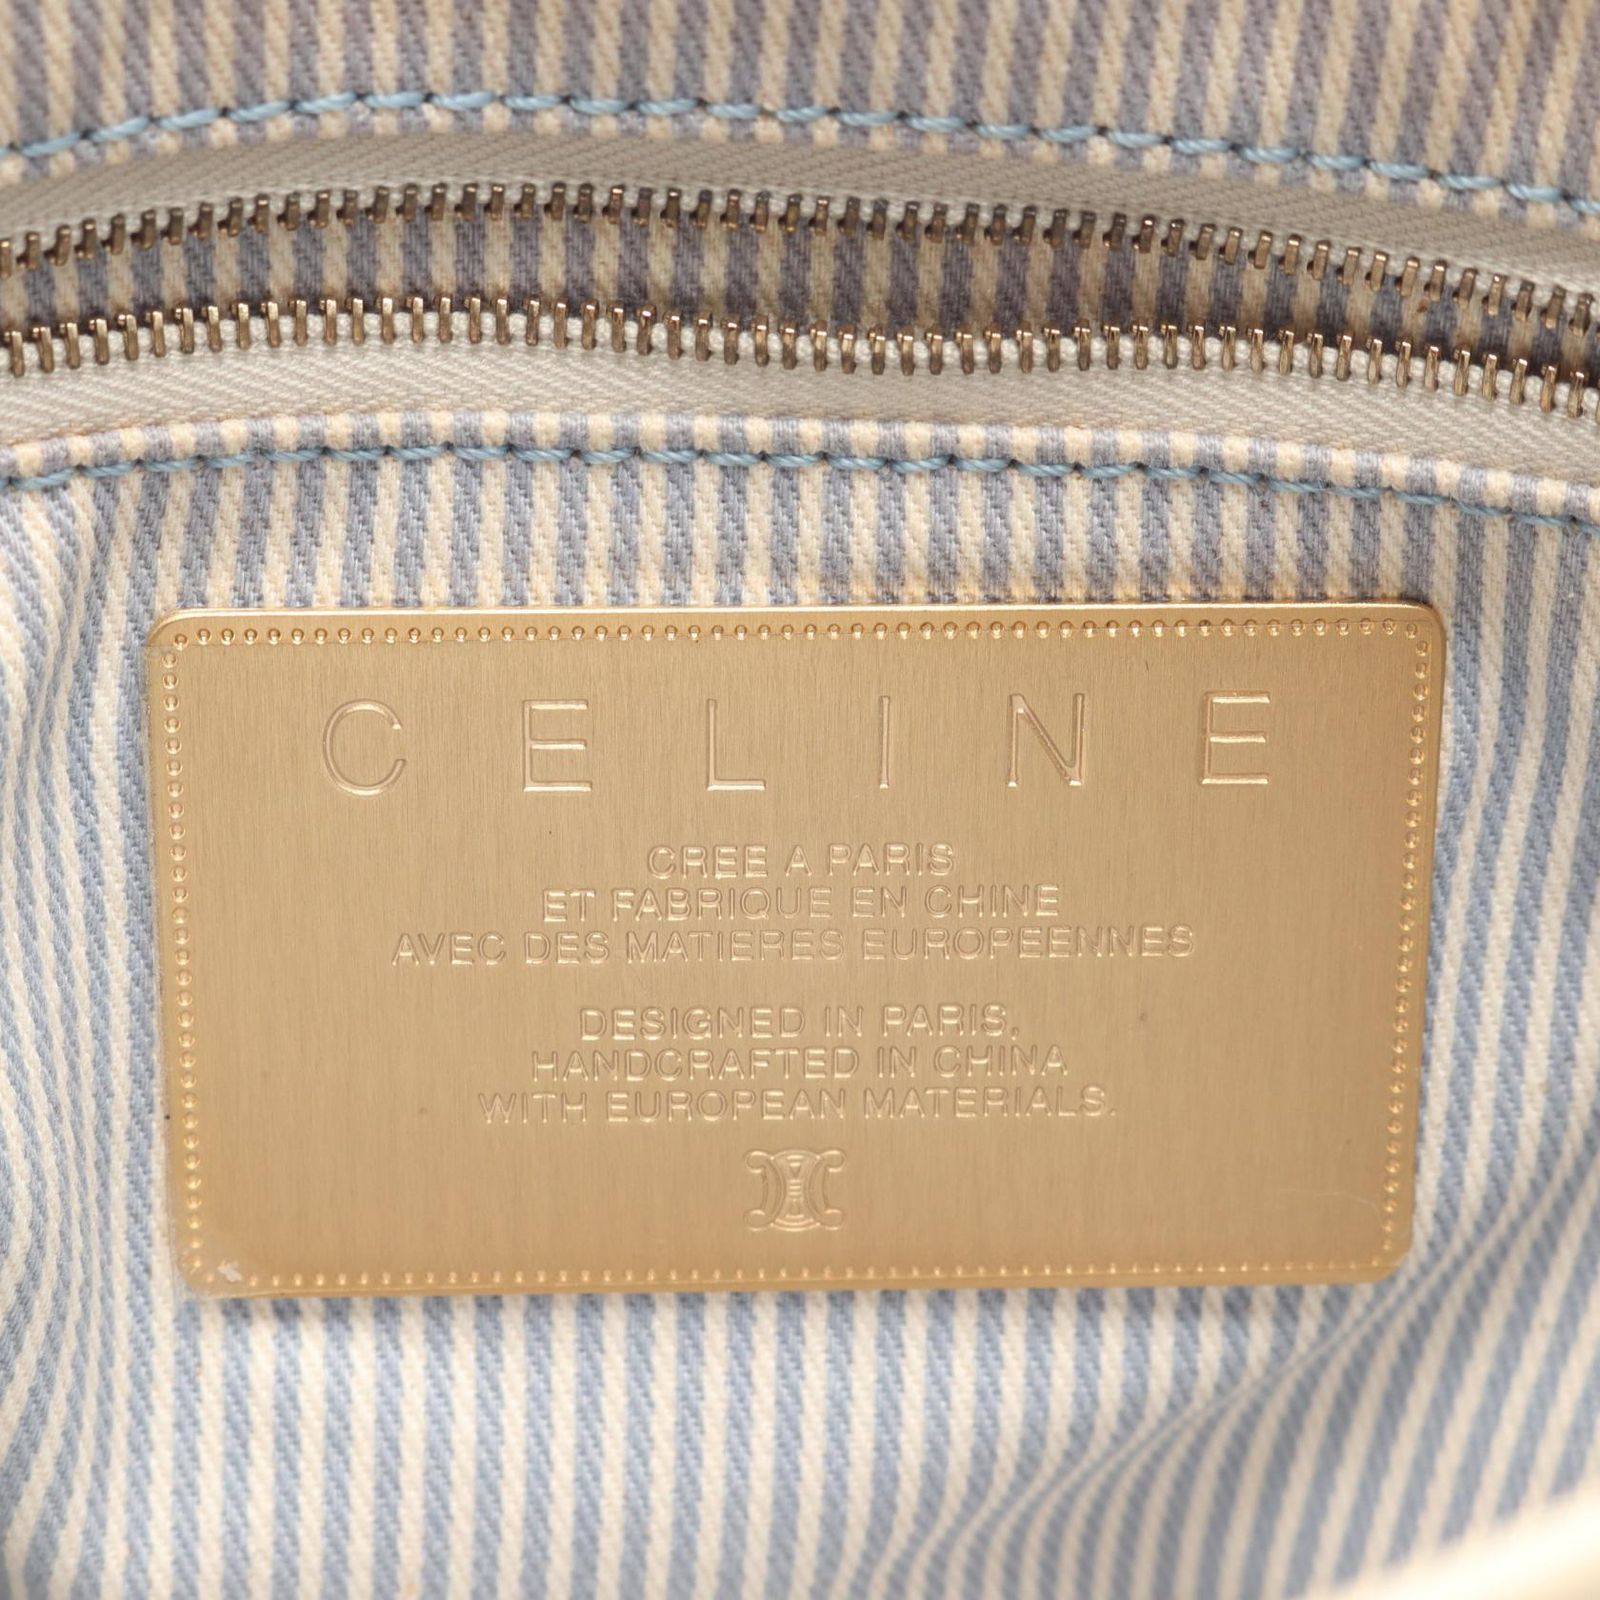 CELINE
CREE A PARIS
ET FABRIQUE EN CHINE
AVEC DES MATIERES EUROPEENNES
DESIGNED IN PARIS,
HANDCRAFTED IN CHINA
WITH EUROPEAN MATERIALS.